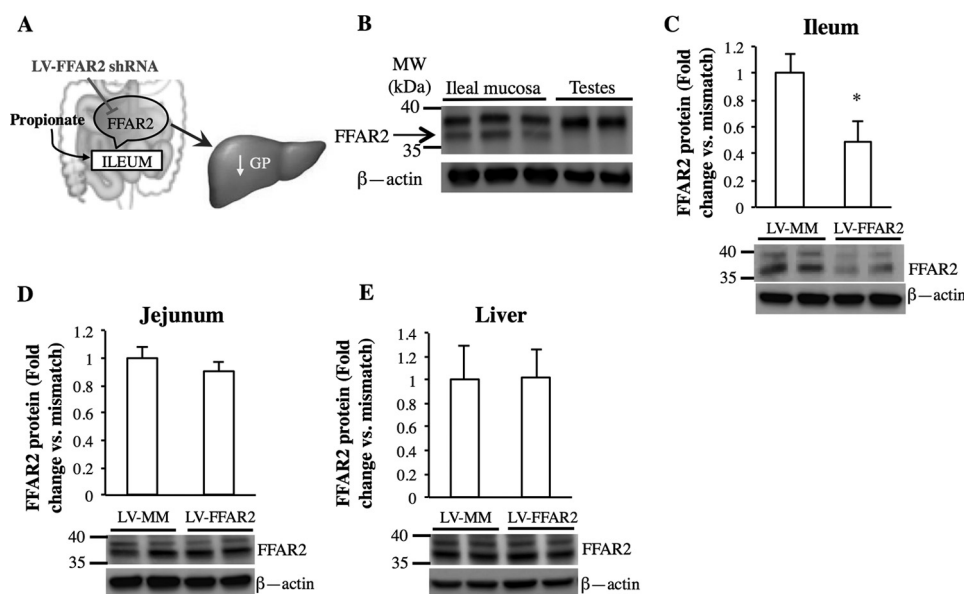 A
LV-FFAR2 shRNA
Propionate
FFAR2
ILEUM
↓ GP
B
MW
(kDa)
Ileal mucosa Testes
40
FFAR2
35
β—actin
C
Ileum
FFAR2 protein (Fold
change vs. mismatch)
1.2
1
0.8
0.6
0.4
0.2
0
*
LV-MM LV-FFAR2
40
35
FFAR2
β—actin
D
Jejunum
FFAR2 protein (Fold
change vs. mismatch)
1.2
1
0.8
0.6
0.4
0.2
0
LV-MM LV-FFAR2
40
35
FFAR2
β—actin
E
Liver
FFAR2 protein (Fold
change vs. mismatch)
1.4
1.2
1
0.8
0.6
0.4
0.2
0
LV-MM LV-FFAR2
40
35
FFAR2
β—actin